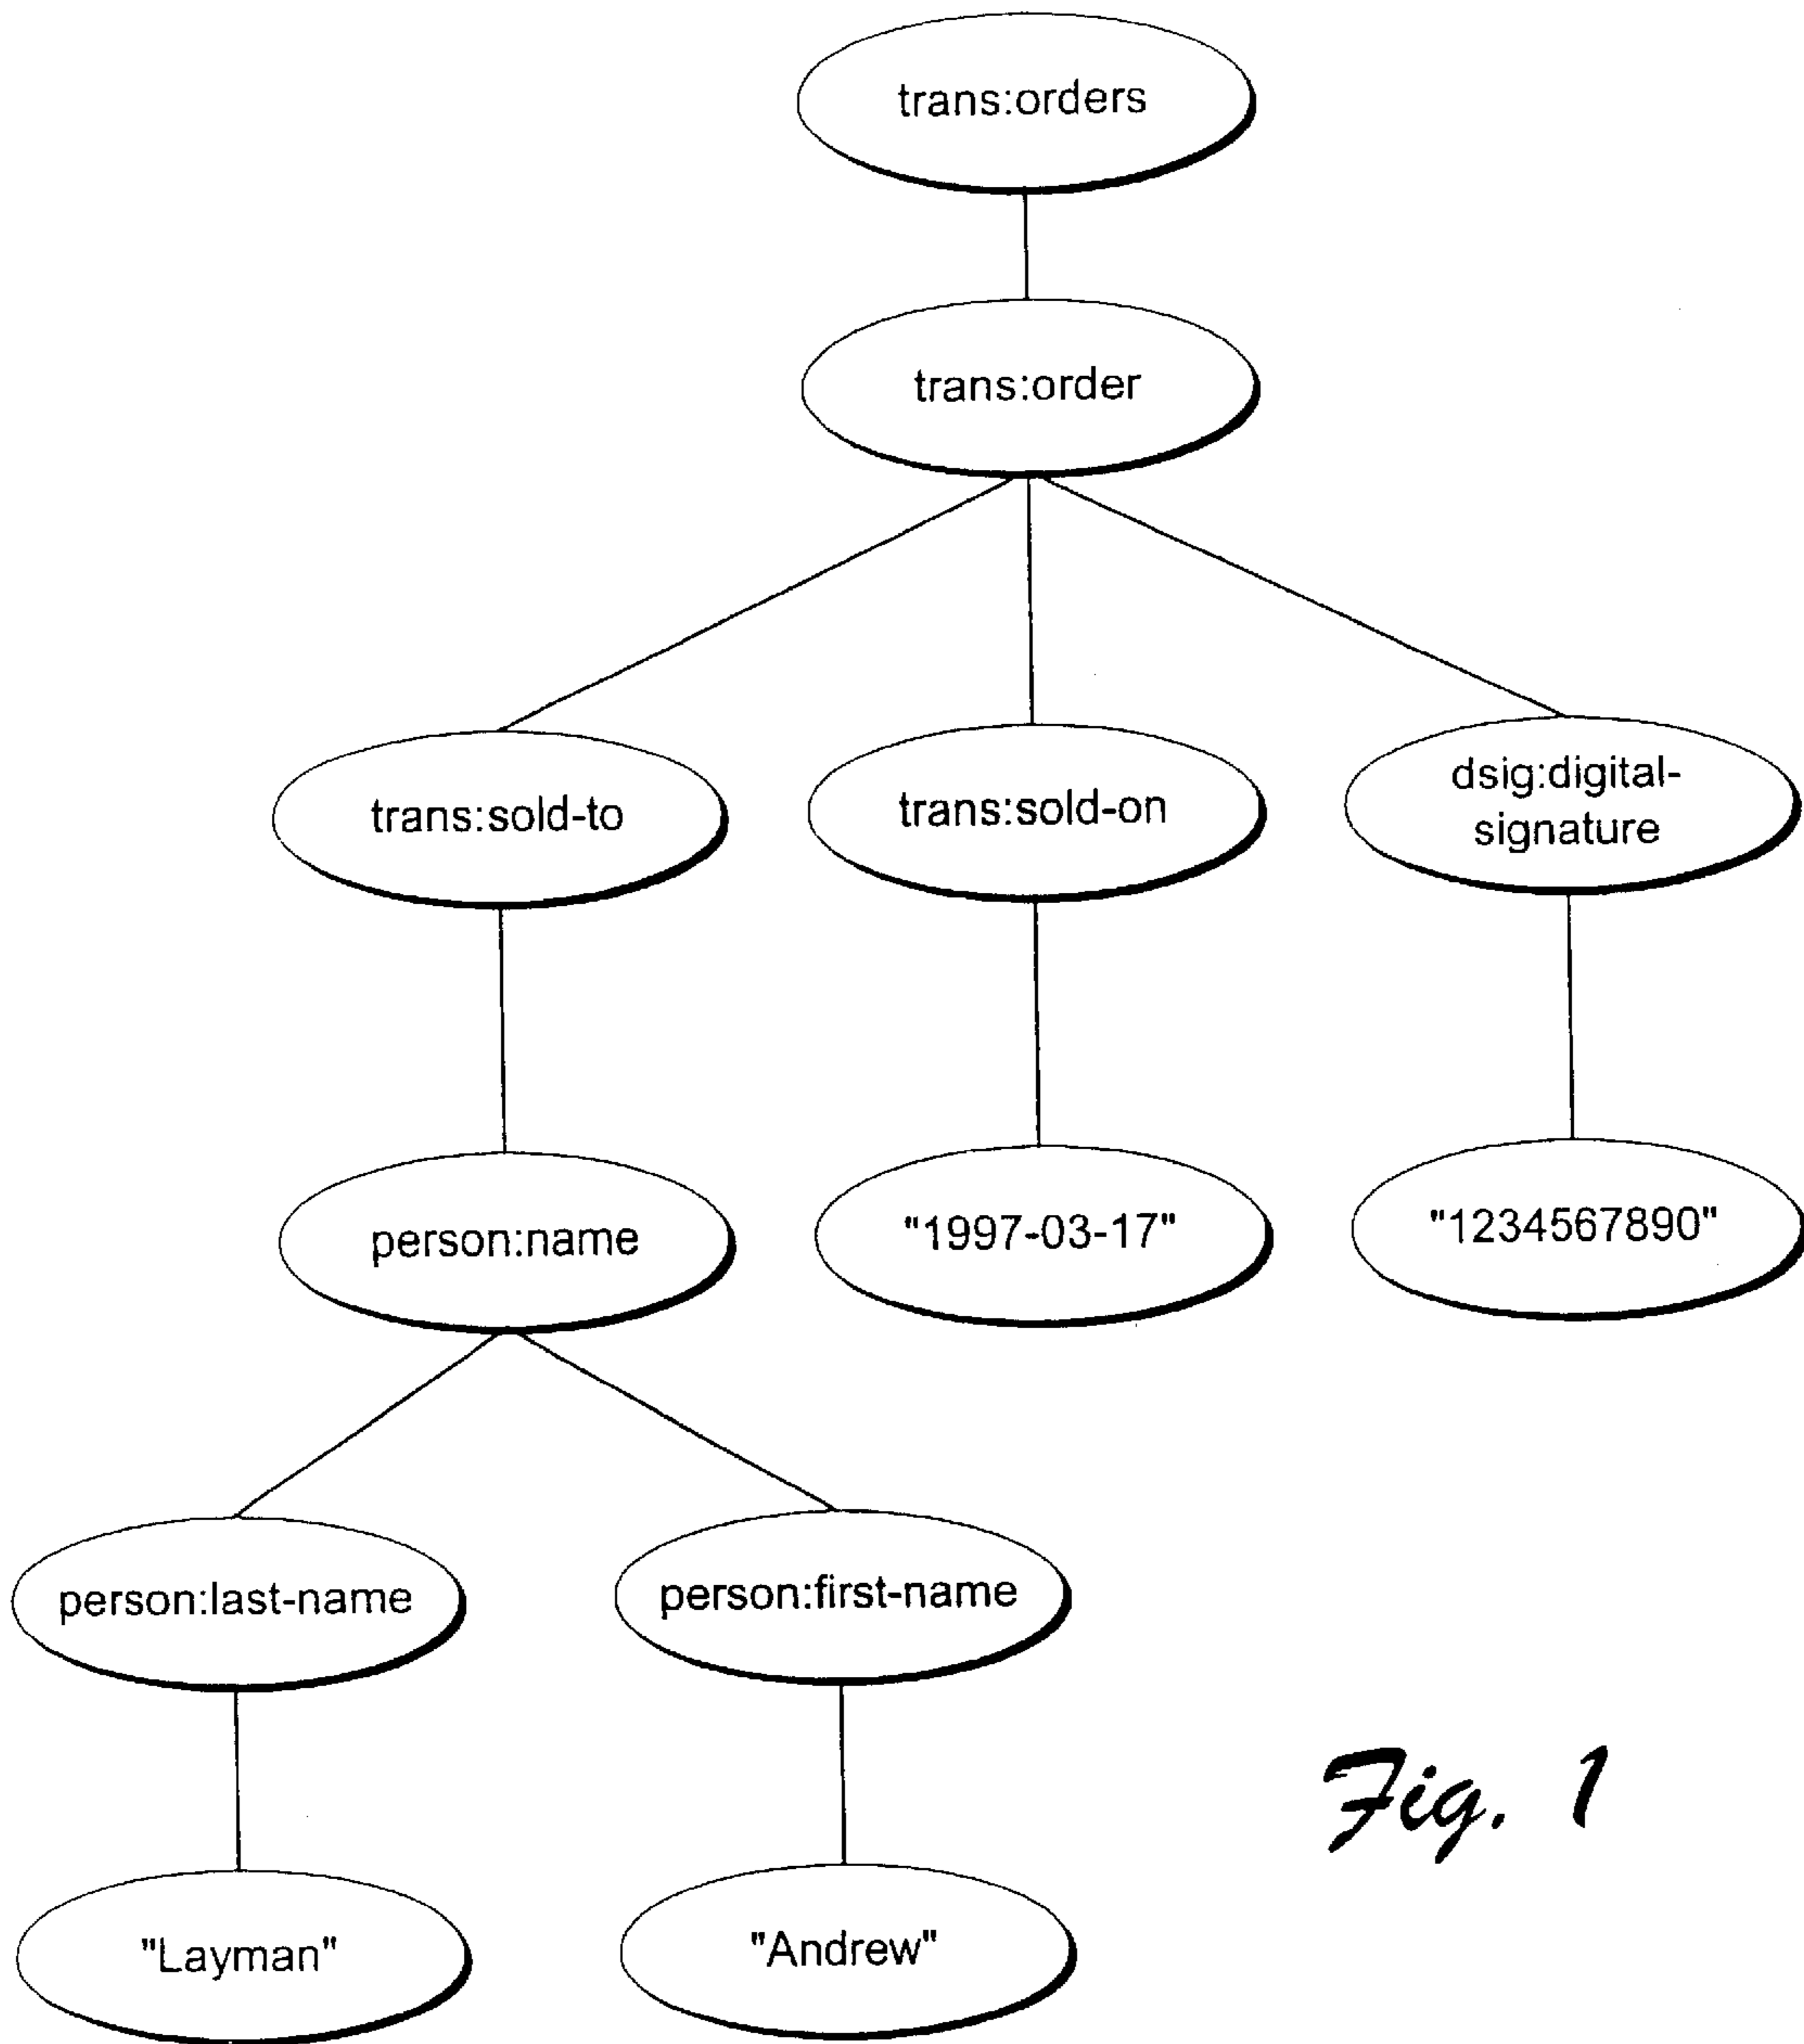 trans:orders
trans:order
trans:sold-to
trans:sold-on
dsig:digital-
signature
person:name
"1997-03-17"
"1234567890"
person:last-name
person:first-name
"Layman"
"Andrew"
Fig. 1